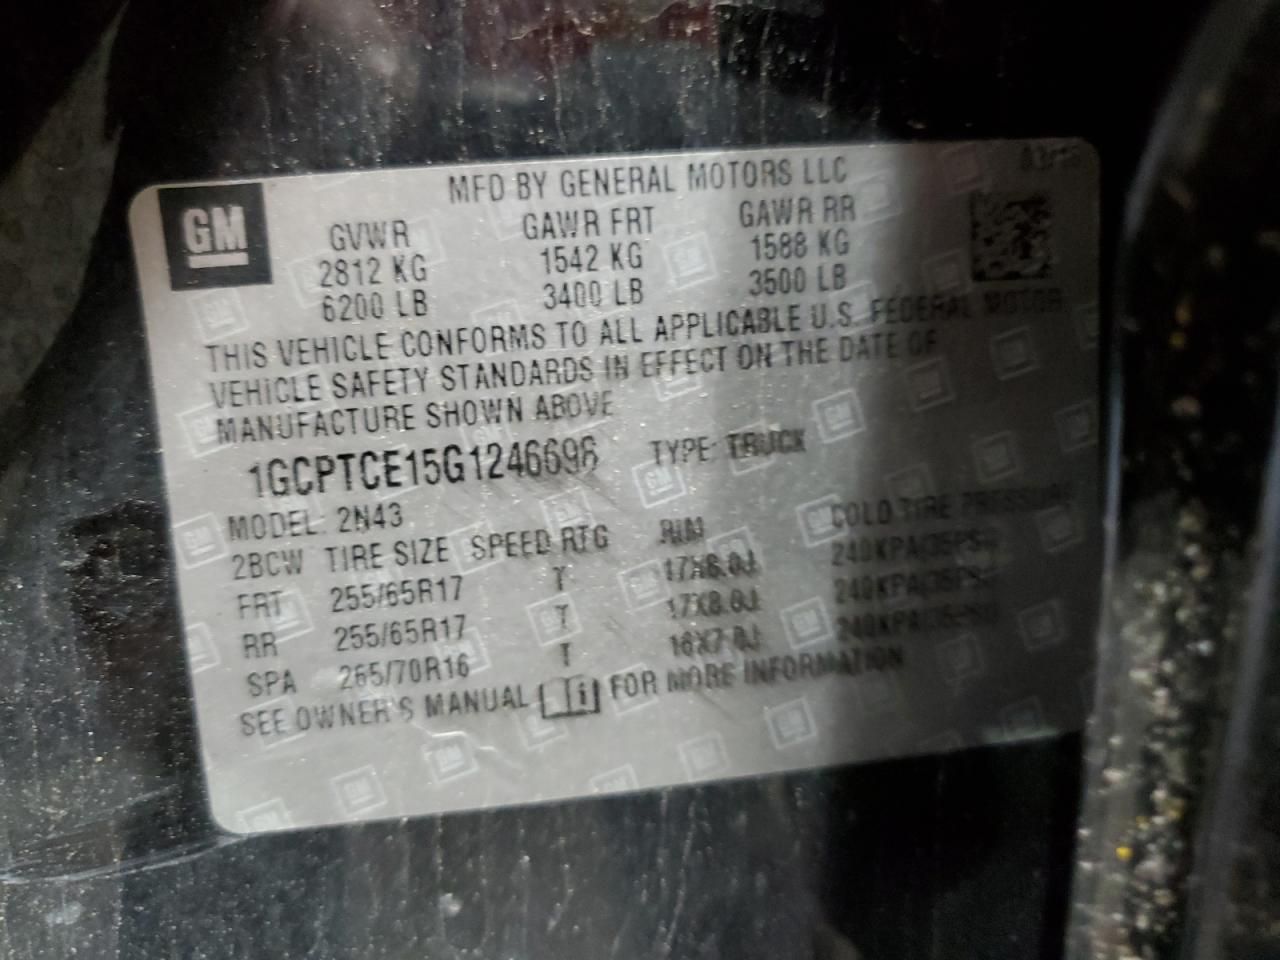 GM
MFD BY GENERAL MOTORS LLC
GVWR GAWR FRT GAWR RR
2812 KG 1542 KG 1588 KG
6200 LB 3400 LB 3500 LB
THIS VEHICLE CONFORMS TO ALL APPLICABLE U.S. FEDERAL MOTOR
VEHICLE SAFETY STANDARDS IN EFFECT ON THE DATE OF
MANUFACTURE SHOWN ABOVE
1GCPTCE15G1246696 TYPE: TRUCK
MODEL: 2N43
2BCW TIRE SIZE SPEED RTG RIM COLD TIRE PRESSURE
FRT 255/65R17 T 17X8.0J 240KPA(35PSI)
RR 255/65R17 T 17X8.0J 240KPA(35PSI)
SPA 265/70R16 T 16X7.0J 240KPA(35PSI)
SEE OWNER'S MANUAL FOR MORE INFORMATION